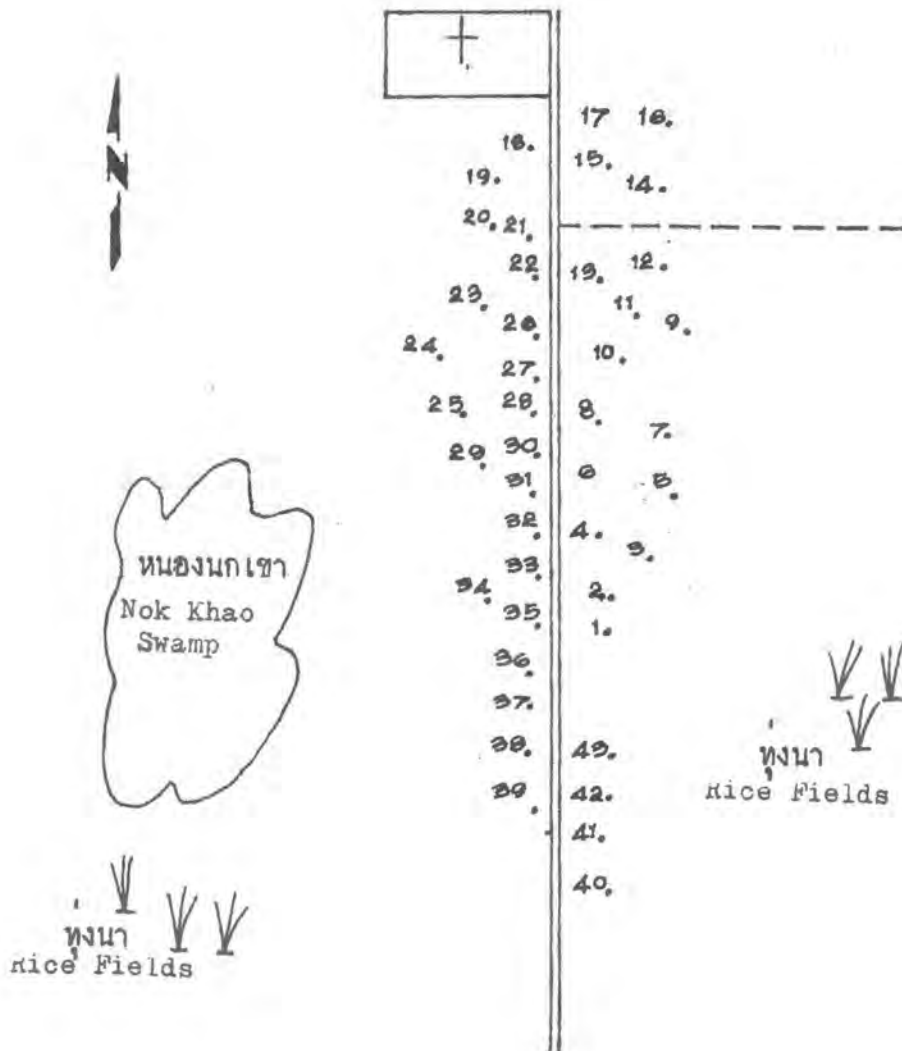 N
17 16.
18.
15.
19.
14.
20. 21.
22. 13. 12.
23. 11. 9.
26.
24. 27. 10.
25. 28. 8. 7.
29. 30. 6 5.
31.
32. 4. 3.
33.
34. 35. 2.
1.
36.
37.
38. 43.
39. 42.
41.
40.
หนองนกเขา
Nok Khao
Swamp
ทุ่งนา
Rice Fields
ทุ่งนา
Rice Fields